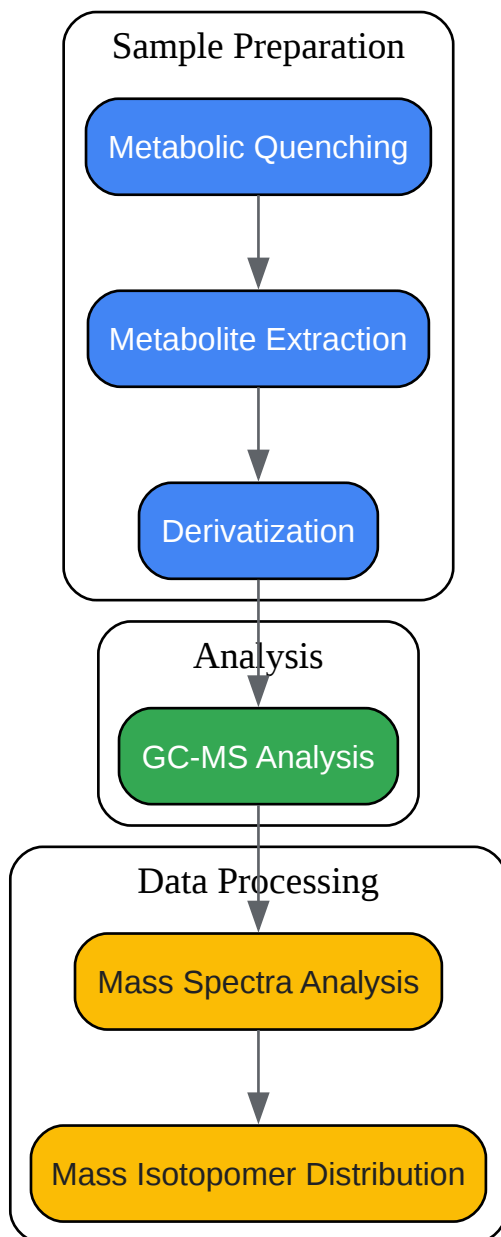 Sample Preparation
Metabolic Quenching
Metabolite Extraction
Derivatization
Analysis
GC-MS Analysis
Data Processing
Mass Spectra Analysis
Mass Isotopomer Distribution